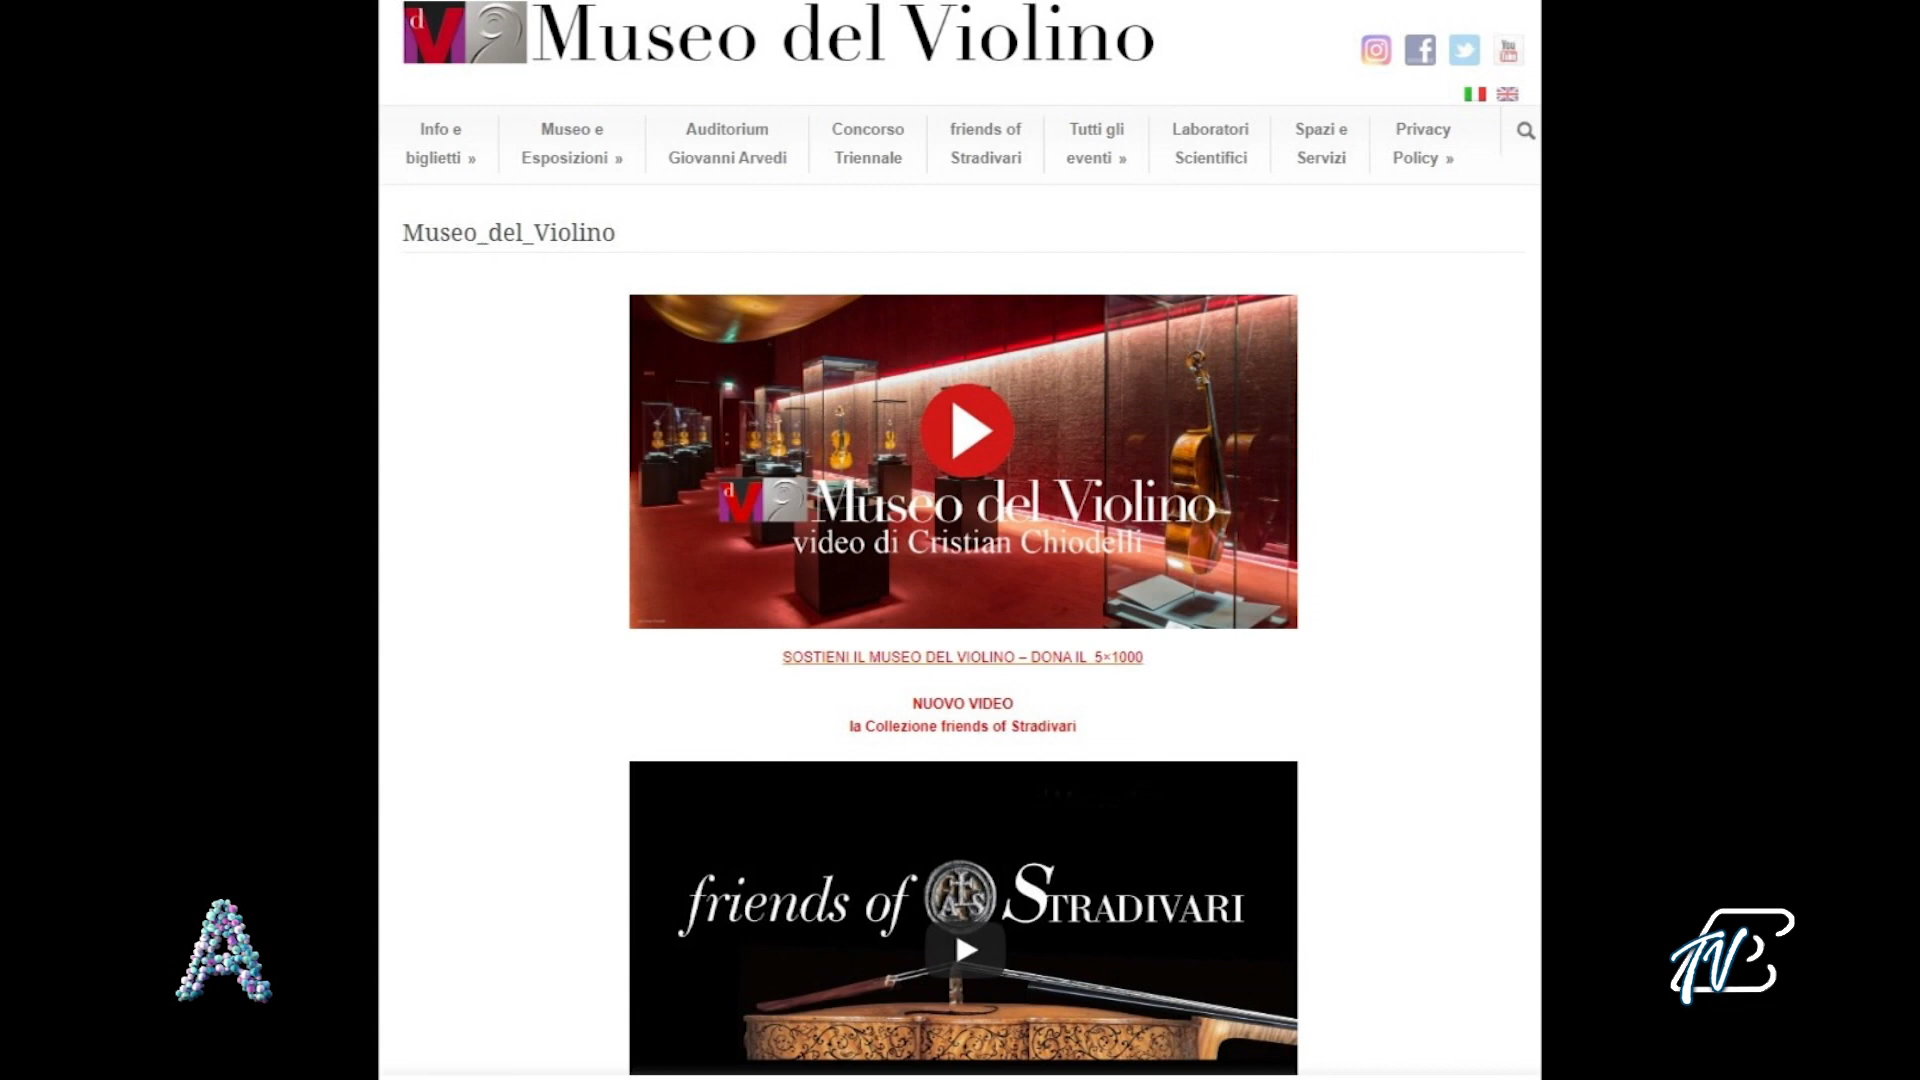 dV Museo del Violino
Info e biglietti »
Museo e Esposizioni »
Auditorium Giovanni Arvedi
Concorso Triennale
friends of Stradivari
Tutti gli eventi »
Laboratori Scientifici
Spazi e Servizi
Privacy Policy »
Museo_del_Violino
dV Museo del Violino
video di Cristian Chiodelli
SOSTIENI IL MUSEO DEL VIOLINO – DONA IL 5×1000
NUOVO VIDEO
la Collezione friends of Stradivari
friends of STRADIVARI
A